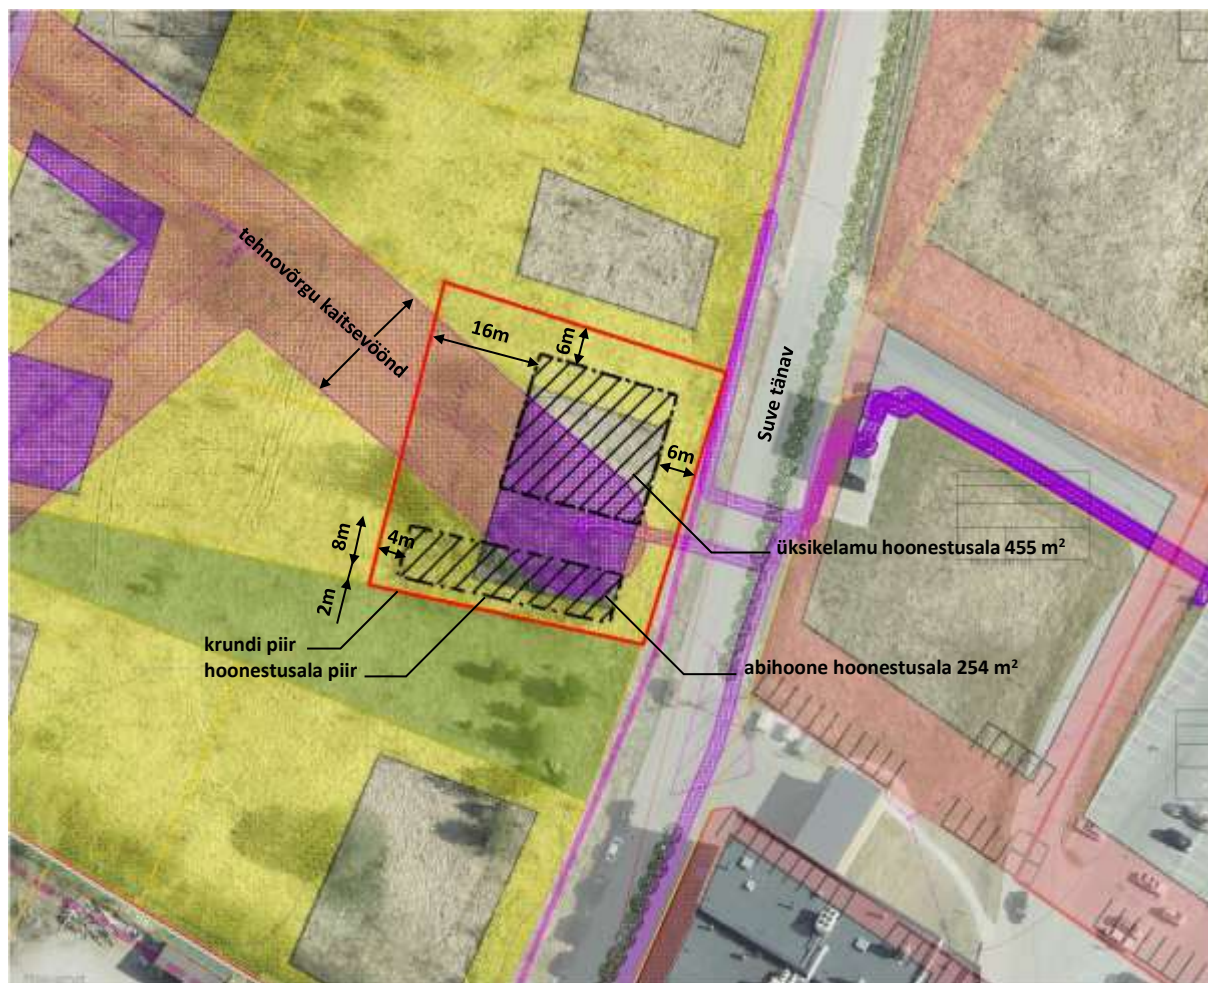 tehnovõrgu kaitsevöönd
16m
6m
Suve tänav
6m
8m
4m
2m
üksikelamu hoonestusala 455 m²
krundi piir
hoonestusala piir
abihoone hoonestusala 254 m²